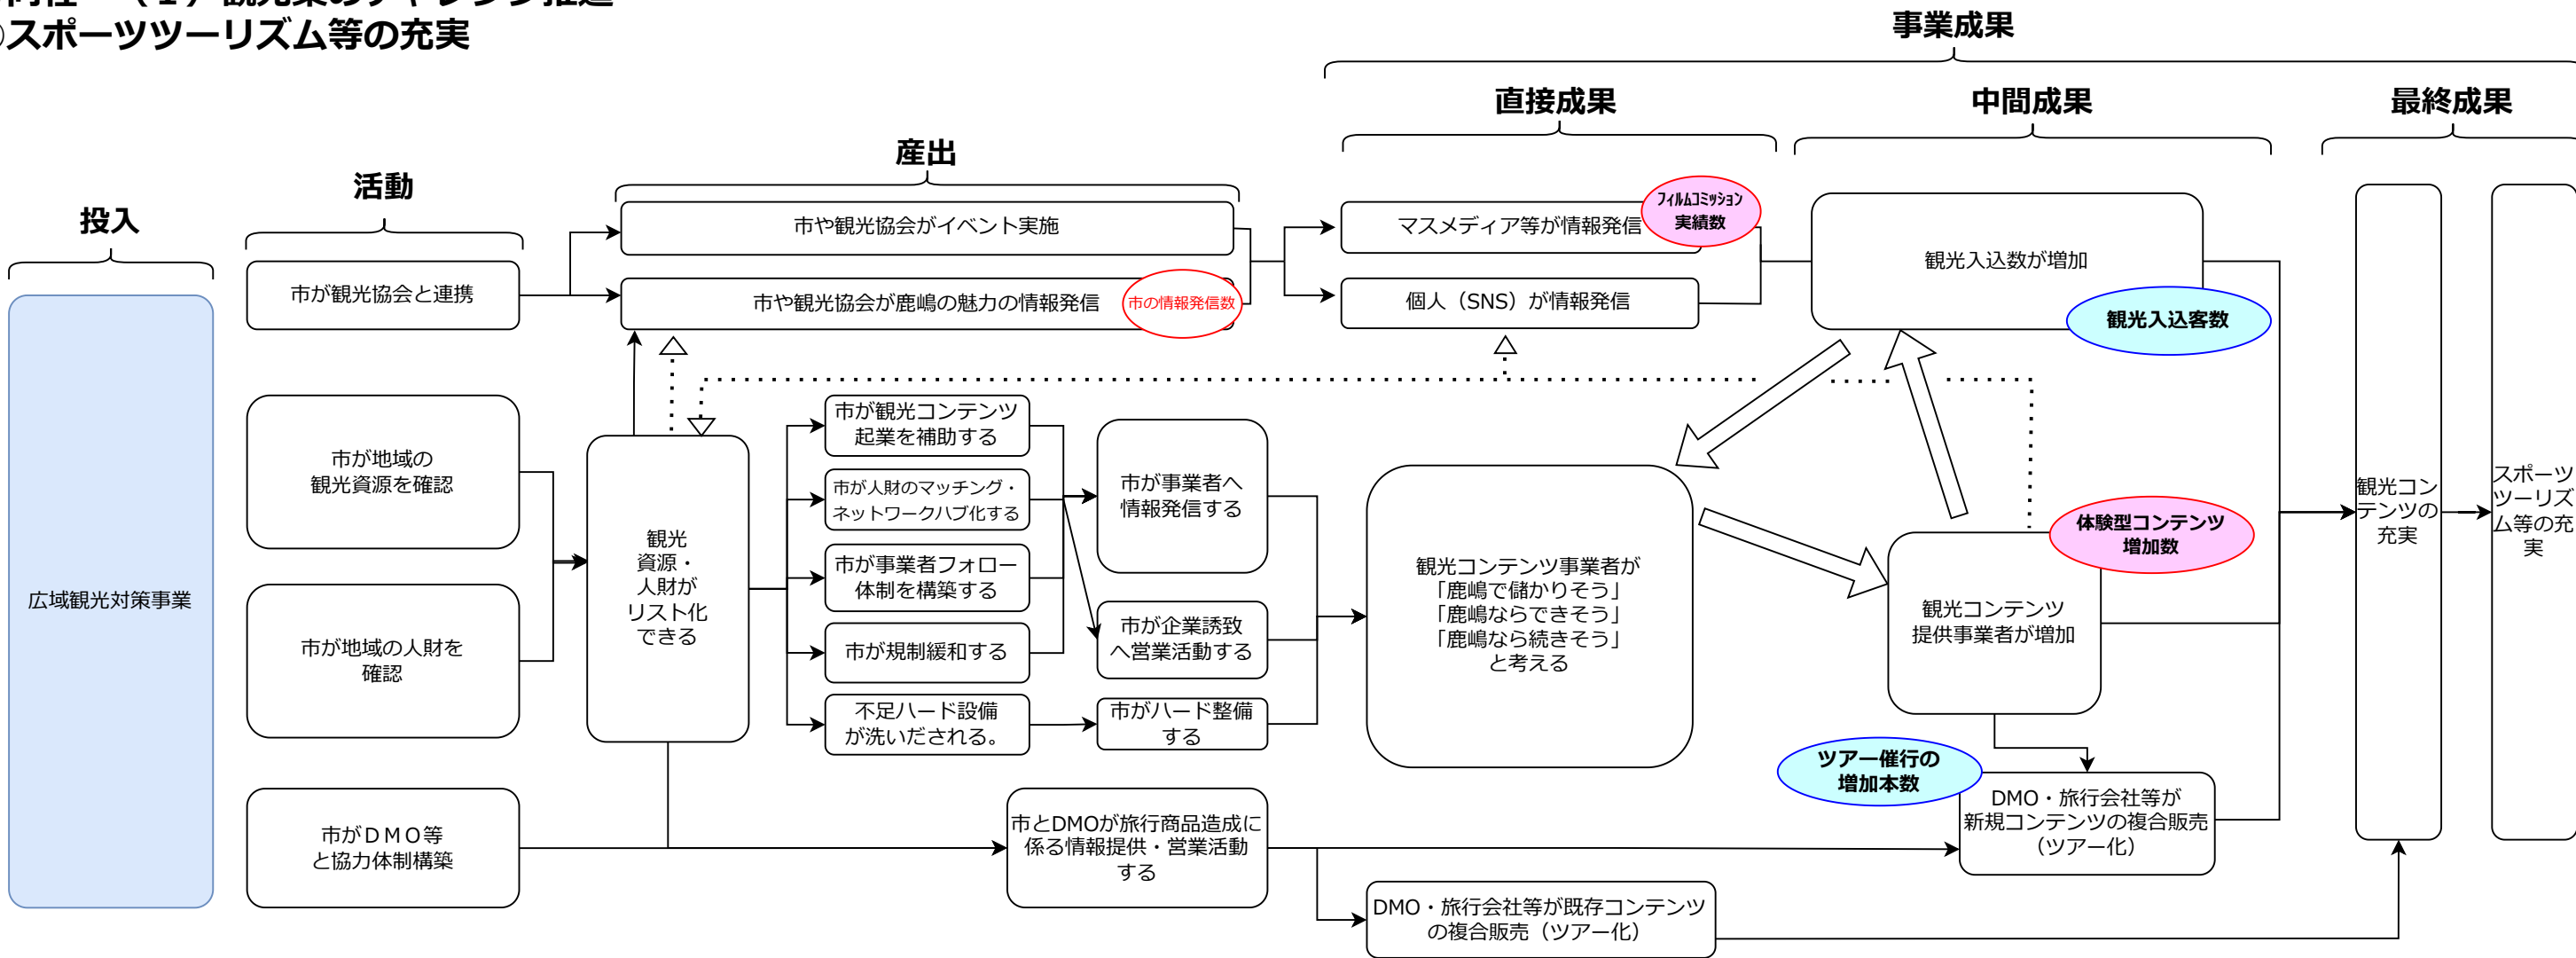 スポーツツーリズム等の充実
事業成果
直接成果
中間成果
最終成果
産出
活動
投入
広域観光対策事業
市が観光協会と連携
市が地域の
観光資源を確認
市が地域の人財を
確認
市がＤＭＯ等
と協力体制構築
市や観光協会がイベント実施
市や観光協会が鹿嶋の魅力の情報発信
市の情報発信数
観光
資源・
人財が
リスト化
できる
市が観光コンテンツ
起業を補助する
市が人財のマッチング・
ネットワークハブ化する
市が事業者フォロー
体制を構築する
市が規制緩和する
不足ハード設備
が洗いだされる。
市が事業者へ
情報発信する
市が企業誘致
へ営業活動する
市がハード整備
する
市とDMOが旅行商品造成に
係る情報提供・営業活動
する
マスメディア等が情報発信
ﾌｨﾙﾑｺﾐｯｼｮﾝ
実績数
個人（SNS）が情報発信
観光コンテンツ事業者が
「鹿嶋で儲かりそう」
「鹿嶋ならできそう」
「鹿嶋なら続きそう」
と考える
DMO・旅行会社等が既存コンテンツ
の複合販売（ツアー化）
観光入込数が増加
観光入込客数
体験型コンテンツ
増加数
観光コンテンツ
提供事業者が増加
ツアー催行の
増加本数
DMO・旅行会社等が
新規コンテンツの複合販売
（ツアー化）
観光コン
テンツの
充実
スポーツ
ツーリズ
ム等の充
実